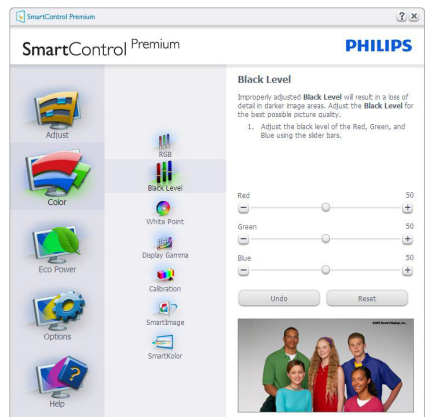 SmartControl Premium
? ×
SmartControl Premium
PHILIPS
Adjust
Color
Eco Power
Options
Help
RGB
Black Level
White Point
Display Gamma
Calibration
SmartImage
SmartKolor
Black Level
Improperly adjusted Black Level will result in a loss of
detail in darker image areas. Adjust the Black Level for
the best possible picture quality.
1. Adjust the black level of the Red, Green, and
Blue using the slider bars.
Red 50
Green 50
Blue 50
Undo Reset